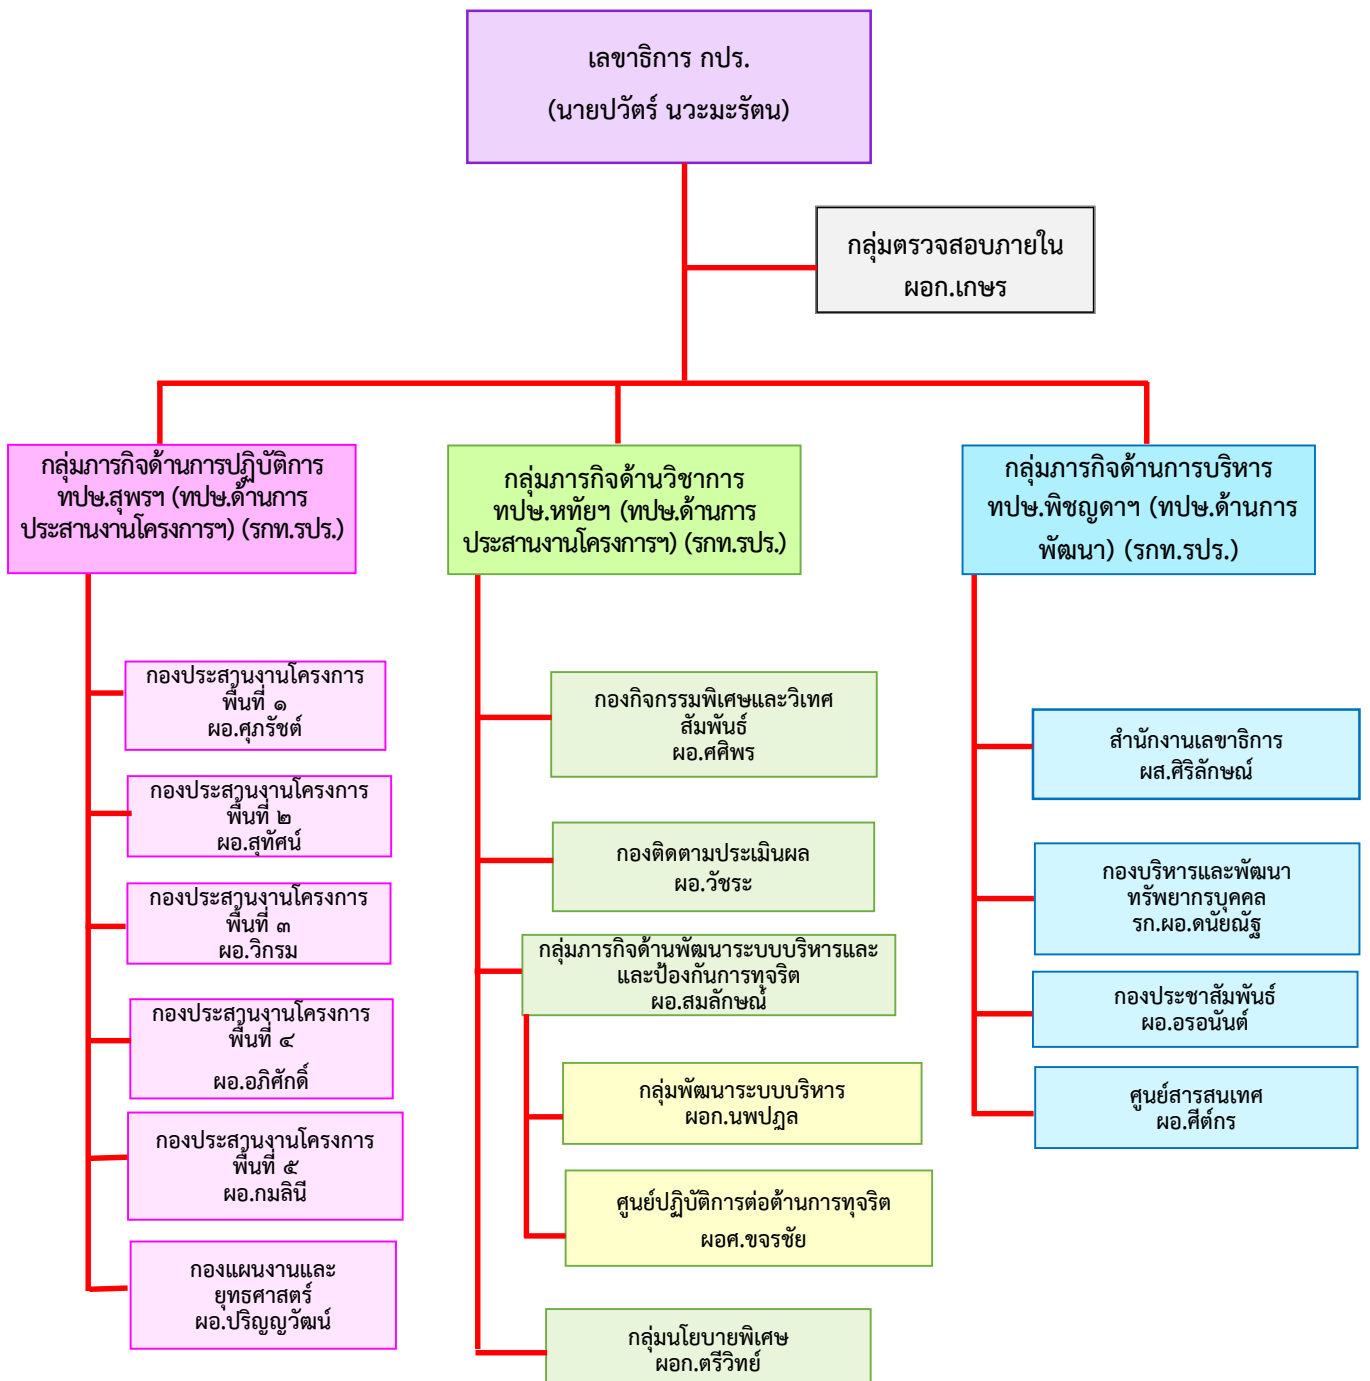 เลขาธิการ กปร.
(นายปวัตร์ นวะมะรัตน)
กลุ่มตรวจสอบภายใน
ผอก.เกษร
กลุ่มภารกิจด้านการปฏิบัติการ
ทปษ.สุพรฯ (ทปษ.ด้านการ
ประสานงานโครงการฯ) (รกท.รปร.)
กองประสานงานโครงการ
พื้นที่ ๑
ผอ.ศุภรัชต์
กองประสานงานโครงการ
พื้นที่ ๒
ผอ.สุทัศน์
กองประสานงานโครงการ
พื้นที่ ๓
ผอ.วิกรม
กองประสานงานโครงการ
พื้นที่ ๔
ผอ.อภิศักดิ์
กองประสานงานโครงการ
พื้นที่ ๕
ผอ.กมลินี
กองแผนงานและ
ยุทธศาสตร์
ผอ.ปริญญวัฒน์
กลุ่มภารกิจด้านวิชาการ
ทปษ.หทัยฯ (ทปษ.ด้านการ
ประสานงานโครงการฯ) (รกท.รปร.)
กองกิจกรรมพิเศษและวิเทศ
สัมพันธ์
ผอ.ศศิพร
กองติดตามประเมินผล
ผอ.วัชระ
กลุ่มภารกิจด้านพัฒนาระบบบริหารและ
และป้องกันการทุจริต
ผอ.สมลักษณ์
กลุ่มพัฒนาระบบบริหาร
ผอก.นพปฎล
ศูนย์ปฏิบัติการต่อต้านการทุจริต
ผอศ.ขจรชัย
กลุ่มนโยบายพิเศษ
ผอก.ตรีวิทย์
กลุ่มภารกิจด้านการบริหาร
ทปษ.พิชญดาฯ (ทปษ.ด้านการ
พัฒนา) (รกท.รปร.)
สำนักงานเลขาธิการ
ผส.ศิริลักษณ์
กองบริหารและพัฒนา
ทรัพยากรบุคคล
รก.ผอ.ดนัยณัฐ
กองประชาสัมพันธ์
ผอ.อรอนันต์
ศูนย์สารสนเทศ
ผอ.ศีต์กร